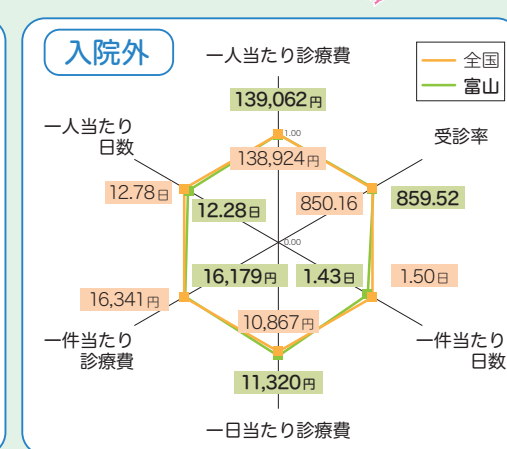 入院外
一人当たり診療費
全国
富山
139,062円
1.00
138,924円
一人当たり
日数
受診率
12.78日
12.28日
850.16
859.52
0.00
16,179円
1.43日
1.50日
16,341円
10,867円
一件当たり
診療費
一件当たり
日数
11,320円
一日当たり診療費